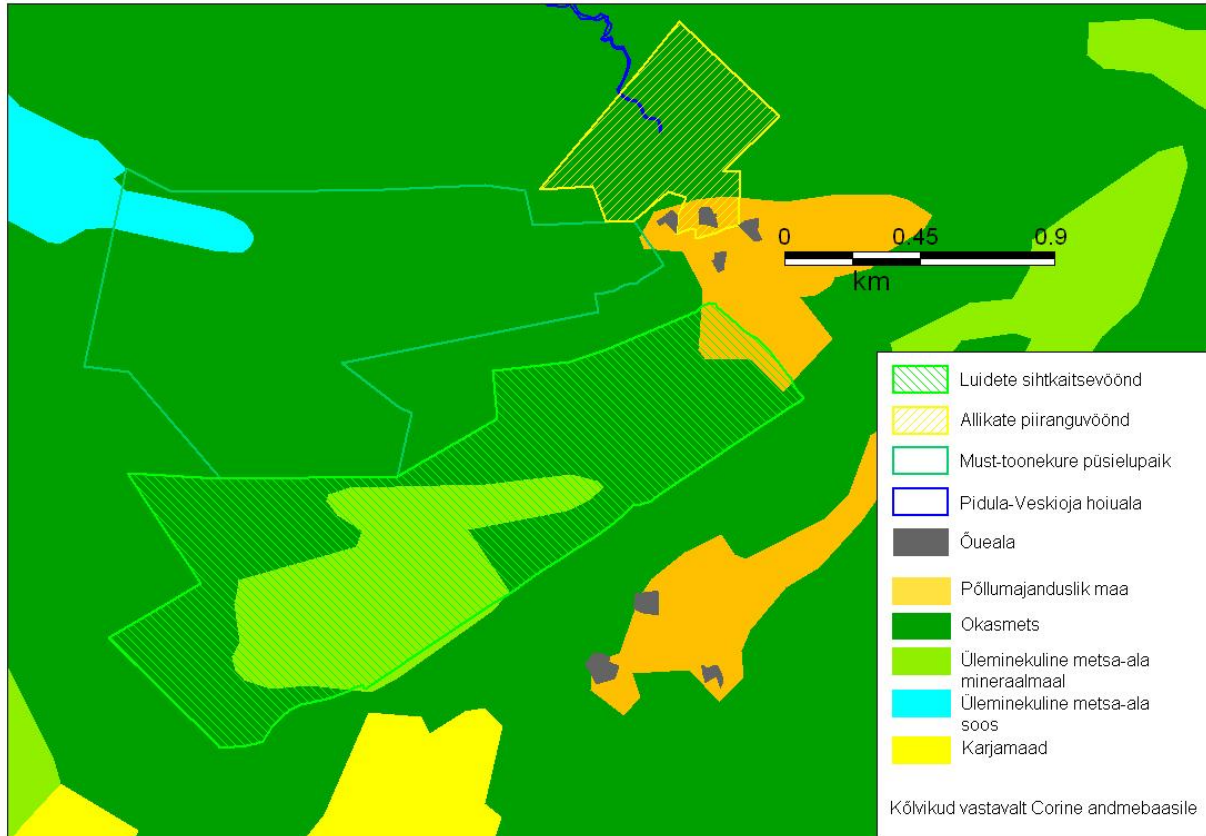 0 0.45 0.9
km
Luidete sihtkaitsevöönd
Allikate piiranguvöönd
Must-toonekure püsielupaik
Pidula-Veskioja hoiuala
Õueala
Põllumajanduslik maa
Okasmets
Üleminekuline metsa-ala
mineraalmaal
Üleminekuline metsa-ala
soos
Karjamaad
Kõlvikud vastavalt Corine andmebaasile